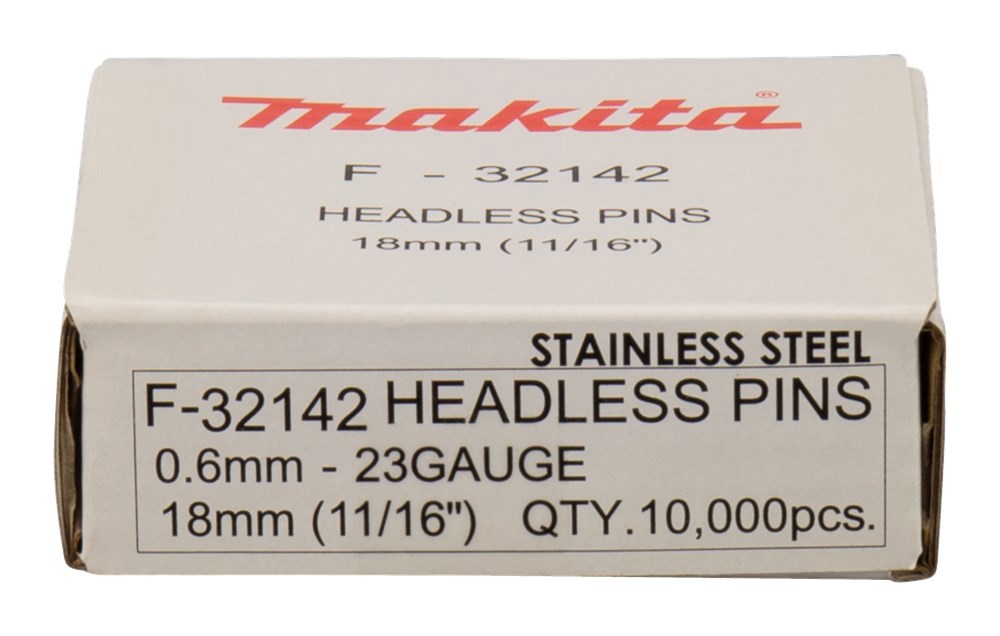 makita®
F - 32142
HEADLESS PINS
18mm (11/16")
STAINLESS STEEL
F-32142 HEADLESS PINS
0.6mm - 23GAUGE
18mm (11/16") QTY.10,000pcs.